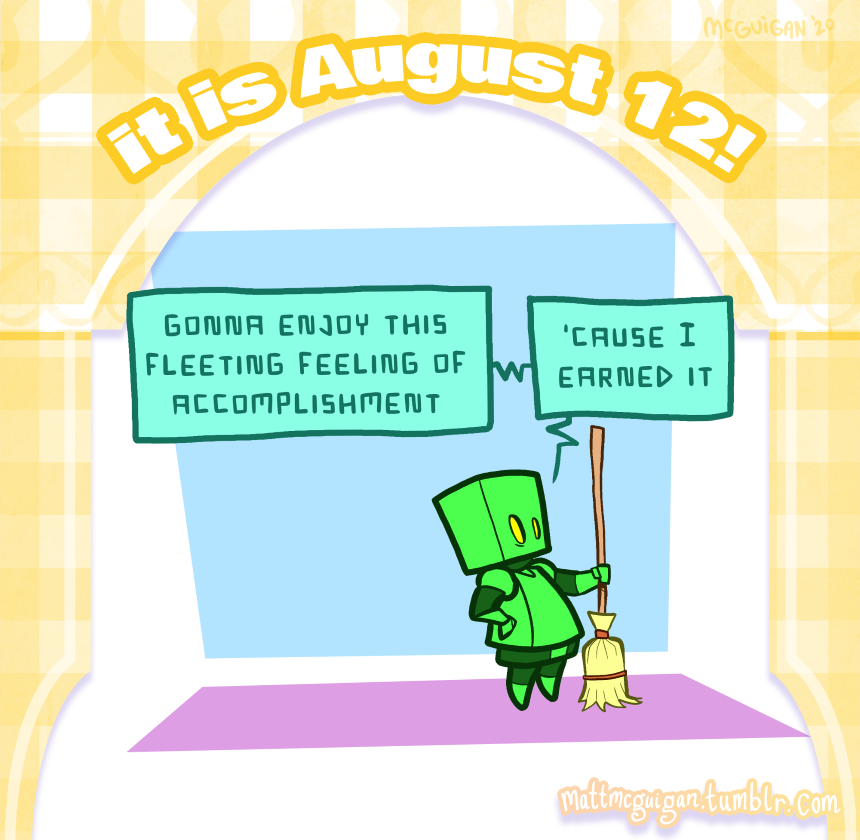 McGUIGAN '20
it is August 12!
GONNA ENJOY THIS
FLEETING FEELING OF
ACCOMPLISHMENT
'CAUSE I
EARNED IT
mattmcguigan.tumblr.com